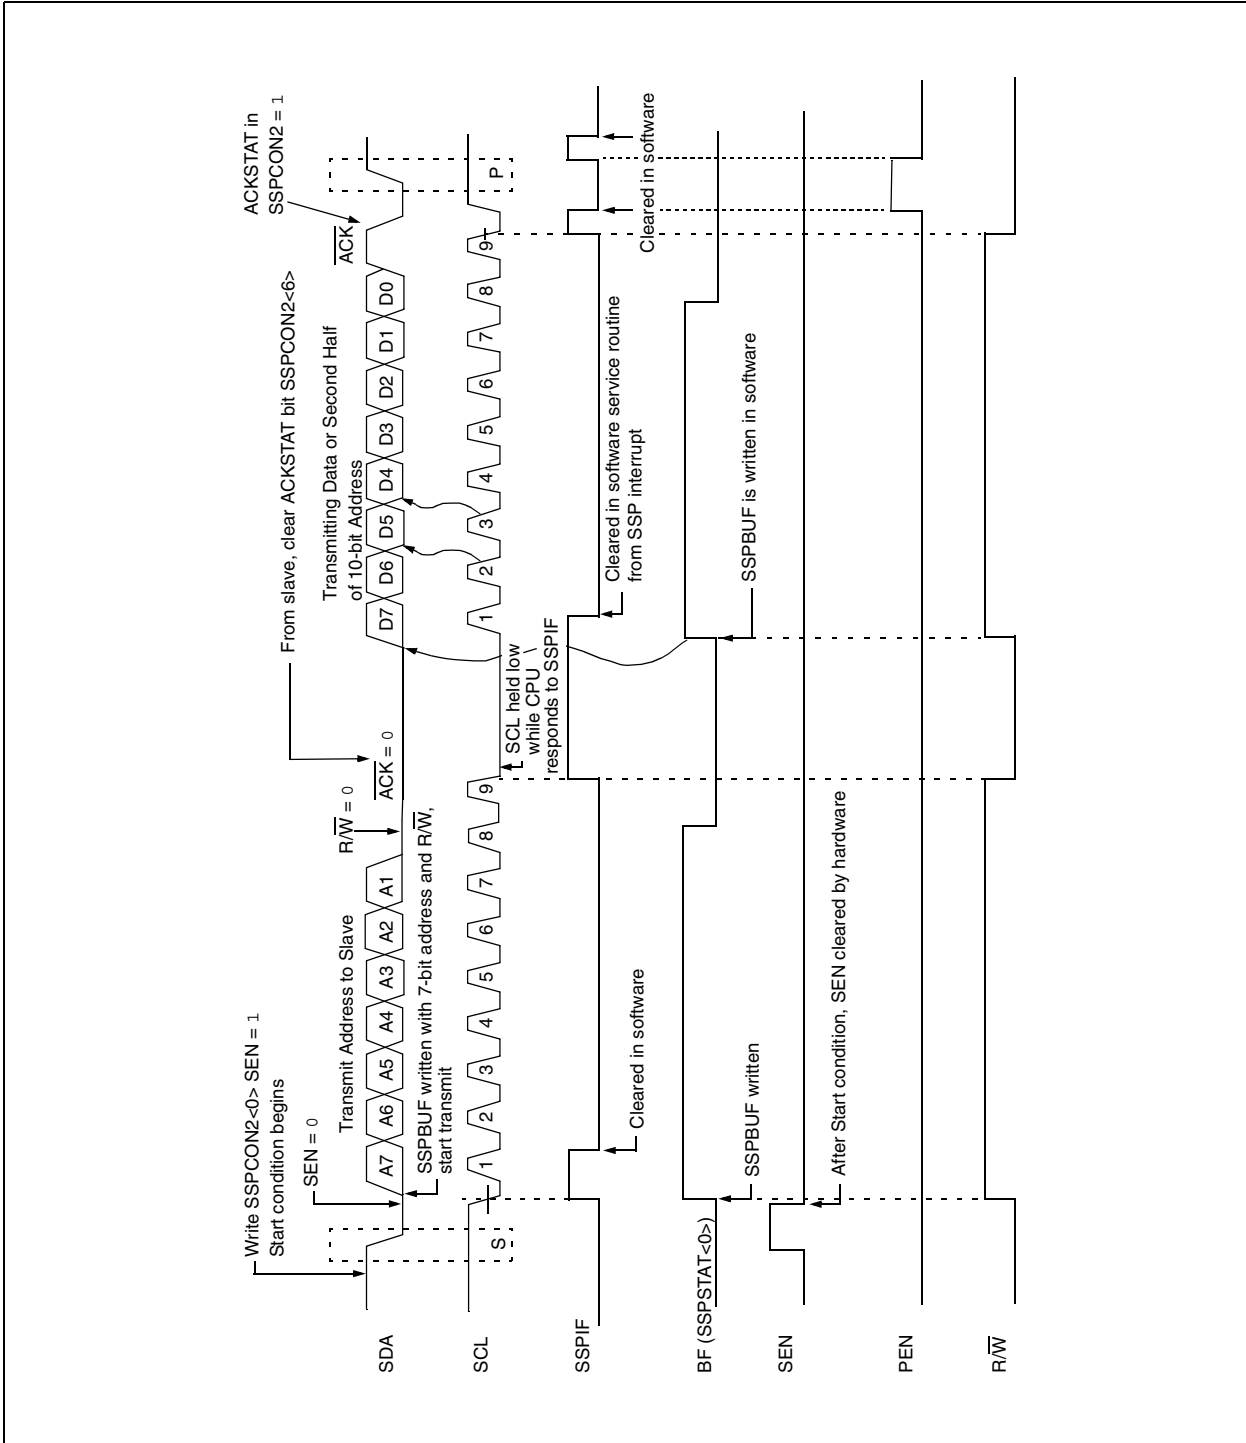 Write SSPCON2<0> SEN = 1
Start condition begins
SEN = 0
Transmit Address to Slave
R/W = 0
From slave, clear ACKSTAT bit SSPCON2<6>
ACK = 0
Transmitting Data or Second Half
of 10-bit Address
ACKSTAT in
SSPCON2 = 1
ACK
SDA
A7 A6 A5 A4 A3 A2 A1
D7 D6 D5 D4 D3 D2 D1 D0
SSPBUF written with 7-bit address and R/W,
start transmit
SCL
S
1 2 3 4 5 6 7 8 9
1 2 3 4 5 6 7 8 9
P
SCL held low
while CPU
responds to SSPIF
SSPIF
Cleared in software
Cleared in software service routine
from SSP interrupt
Cleared in software
BF (SSPSTAT<0>)
SSPBUF written
SSPBUF is written in software
SEN
After Start condition, SEN cleared by hardware
PEN
R/W